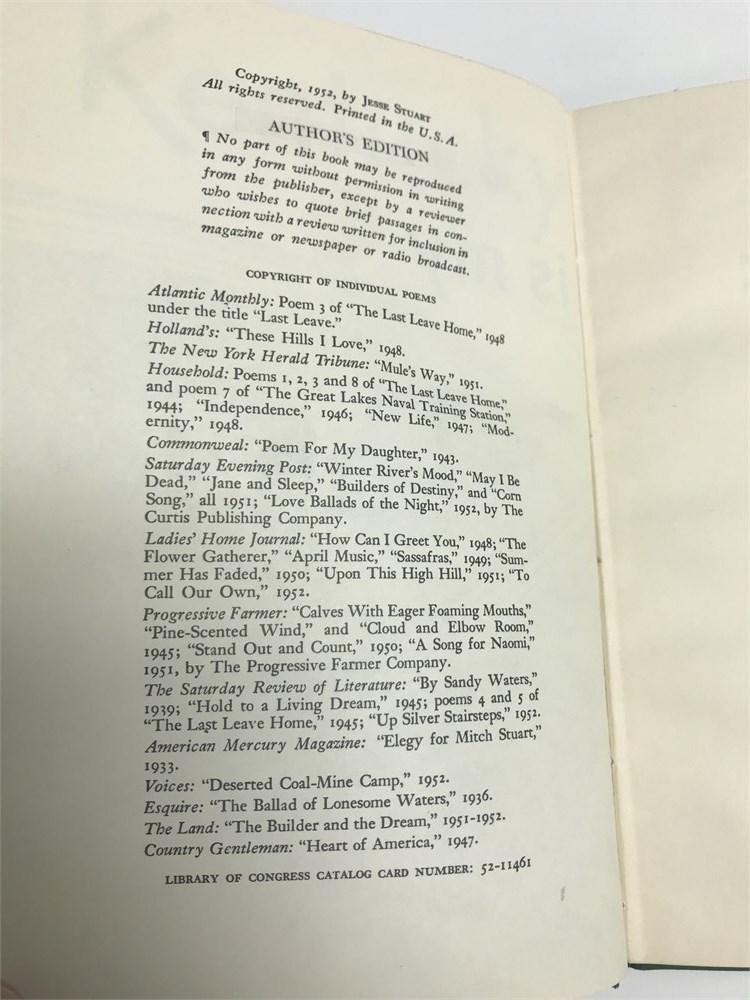 Copyright, 1952, by Jesse Stuart
All rights reserved. Printed in the U.S.A.
AUTHOR'S EDITION
¶ No part of this book may be reproduced
in any form without permission in writing
from the publisher, except by a reviewer
who wishes to quote brief passages in con-
nection with a review written for inclusion in
magazine or newspaper or radio broadcast.
COPYRIGHT OF INDIVIDUAL POEMS
Atlantic Monthly: Poem 3 of "The Last Leave Home," 1948
under the title "Last Leave."
Holland's: "These Hills I Love," 1948.
The New York Herald Tribune: "Mule's Way," 1951.
Household: Poems 1, 2, 3 and 8 of "The Last Leave Home,"
and poem 7 of "The Great Lakes Naval Training Station,"
1944; "Independence," 1946; "New Life," 1947; "Mod-
ernity," 1948.
Commonweal: "Poem For My Daughter," 1943.
Saturday Evening Post: "Winter River's Mood," "May I Be
Dead," "Jane and Sleep," "Builders of Destiny," and "Corn
Song," all 1951; "Love Ballads of the Night," 1952, by The
Curtis Publishing Company.
Ladies' Home Journal: "How Can I Greet You," 1948; "The
Flower Gatherer," "April Music," "Sassafras," 1949; "Sum-
mer Has Faded," 1950; "Upon This High Hill," 1951; "To
Call Our Own," 1952.
Progressive Farmer: "Calves With Eager Foaming Mouths,"
"Pine-Scented Wind," and "Cloud and Elbow Room,"
1945; "Stand Out and Count," 1950; "A Song for Naomi,"
1951, by The Progressive Farmer Company.
The Saturday Review of Literature: "By Sandy Waters,"
1939; "Hold to a Living Dream," 1945; poems 4 and 5 of
"The Last Leave Home," 1945; "Up Silver Stairsteps," 1952.
American Mercury Magazine: "Elegy for Mitch Stuart,"
1933.
Voices: "Deserted Coal-Mine Camp," 1952.
Esquire: "The Ballad of Lonesome Waters," 1936.
The Land: "The Builder and the Dream," 1951-1952.
Country Gentleman: "Heart of America," 1947.
LIBRARY OF CONGRESS CATALOG CARD NUMBER: 52-11461